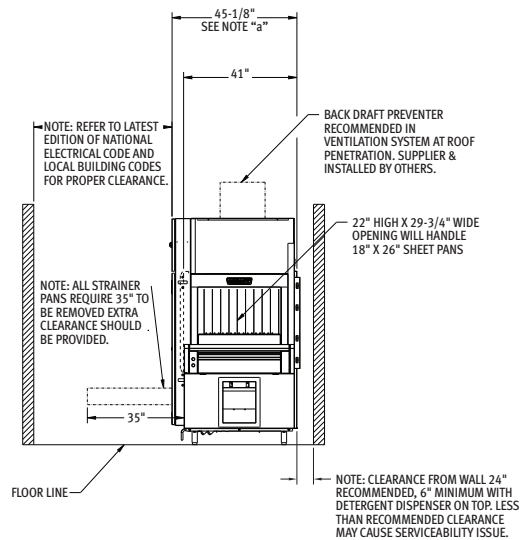 45-1/8"
SEE NOTE “a”
41"
NOTE: REFER TO LATEST
EDITION OF NATIONAL
ELECTRICAL CODE AND
LOCAL BUILDING CODES
FOR PROPER CLEARANCE.
BACK DRAFT PREVENTER
RECOMMENDED IN
VENTILATION SYSTEM AT ROOF
PENETRATION. SUPPLIER &
INSTALLED BY OTHERS.
22" HIGH X 29-3/4" WIDE
OPENING WILL HANDLE
18" X 26" SHEET PANS
NOTE: ALL STRAINER
PANS REQUIRE 35" TO
BE REMOVED EXTRA
CLEARANCE SHOULD
BE PROVIDED.
35"
FLOOR LINE
NOTE: CLEARANCE FROM WALL 24"
RECOMMENDED, 6" MINIMUM WITH
DETERGENT DISPENSER ON TOP. LESS
THAN RECOMMENDED CLEARANCE
MAY CAUSE SERVICEABILITY ISSUE.